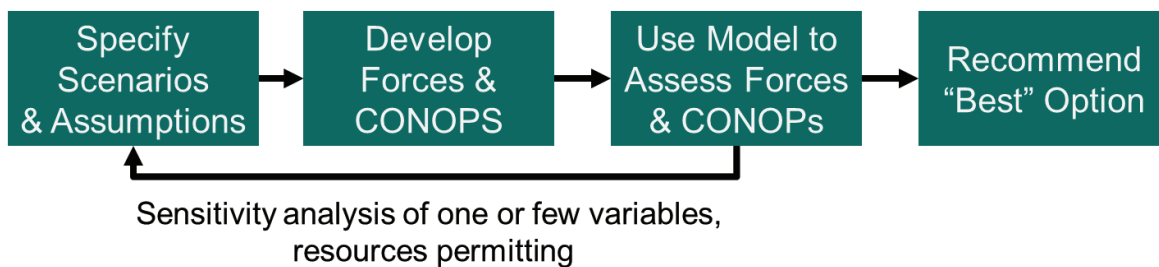 Specify
Scenarios
& Assumptions
Develop
Forces &
CONOPS
Use Model to
Assess Forces
& CONOPs
Recommend
“Best” Option
Sensitivity analysis of one or few variables,
resources permitting